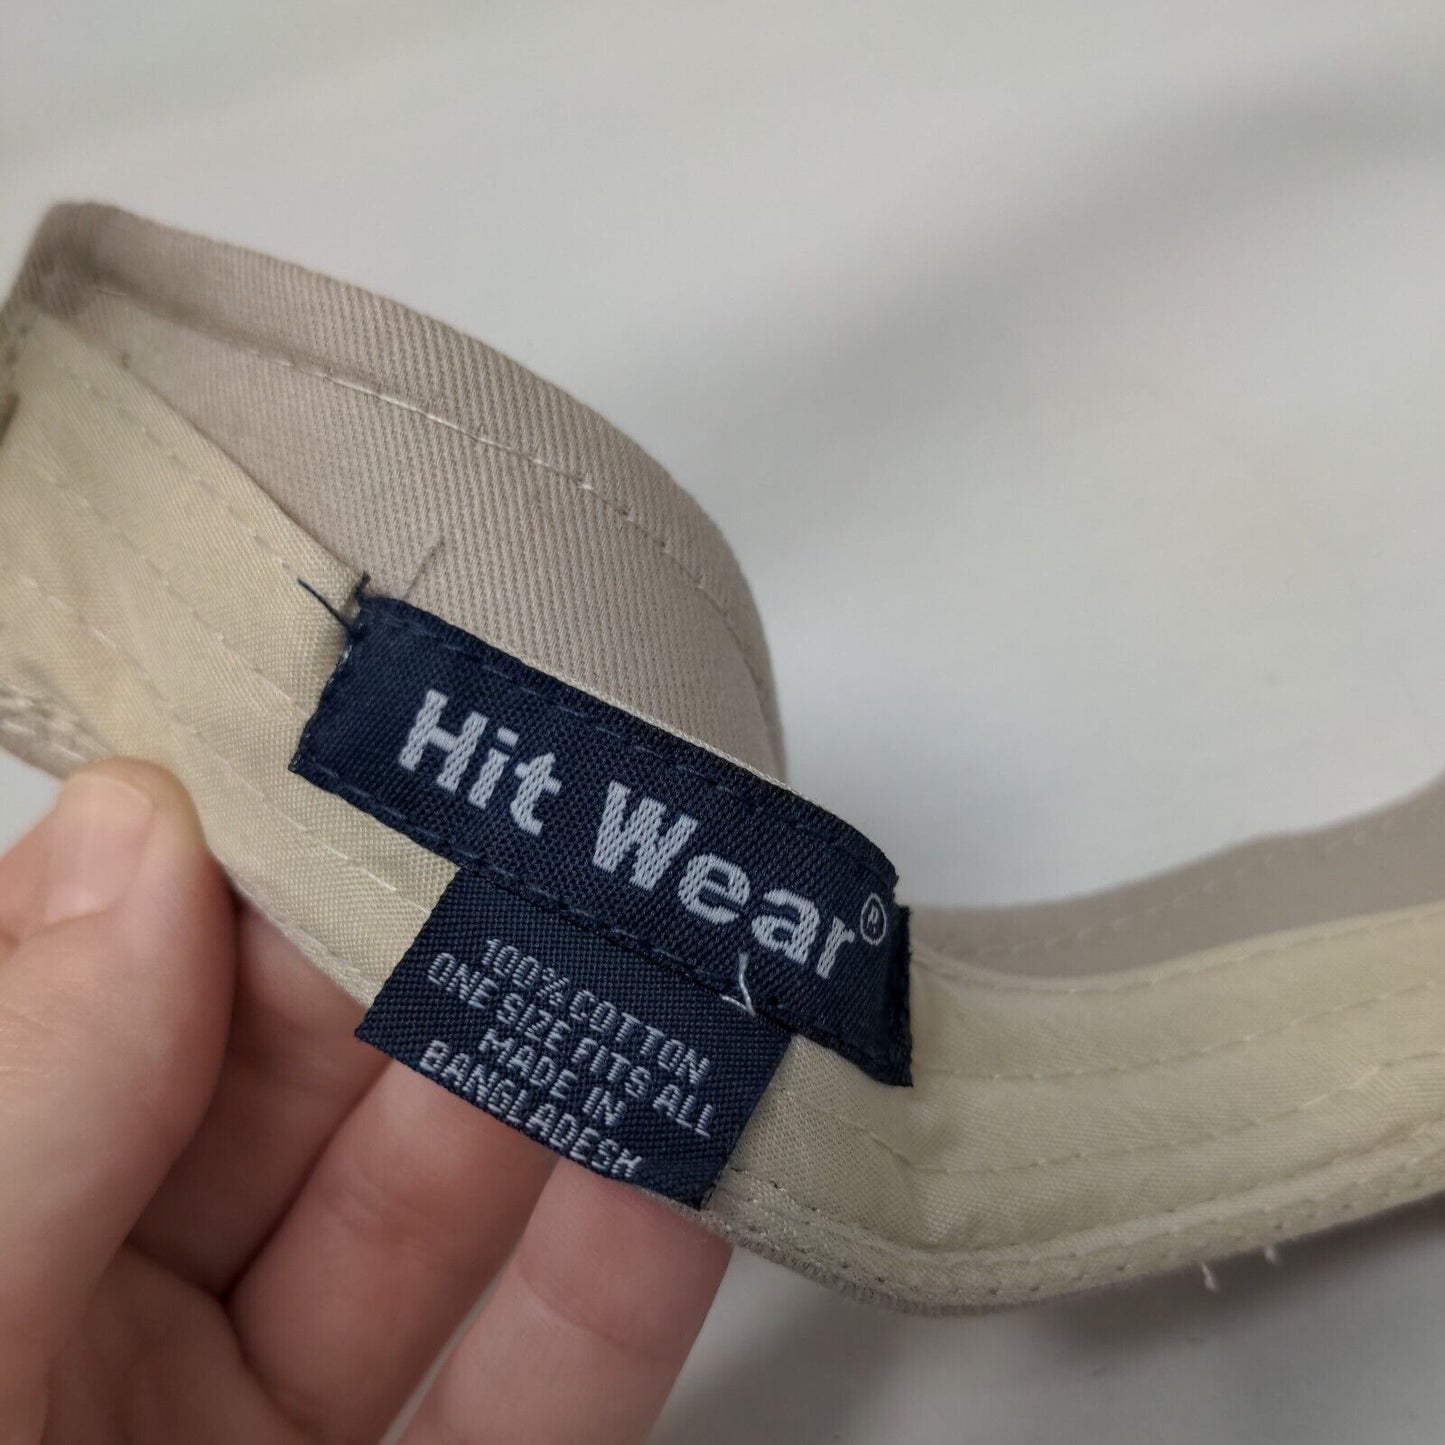 Hit Wear®
100% COTTON
ONE SIZE FITS ALL
MADE IN
BANGLADESH